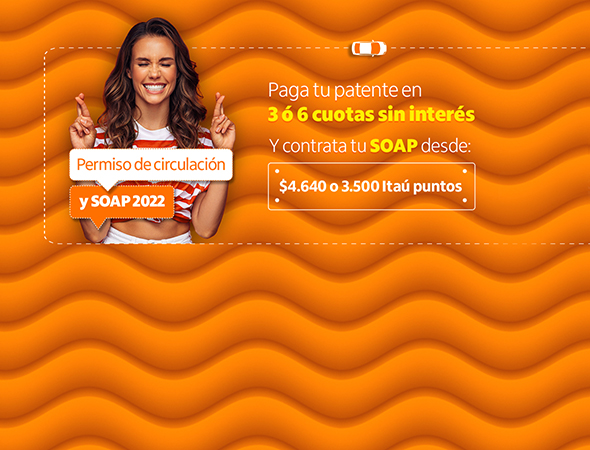 Paga tu patente en
3 ó 6 cuotas sin interés
Y contrata tu SOAP desde:
$4.640 o 3.500 Itaú puntos
Permiso de circulación
y SOAP 2022